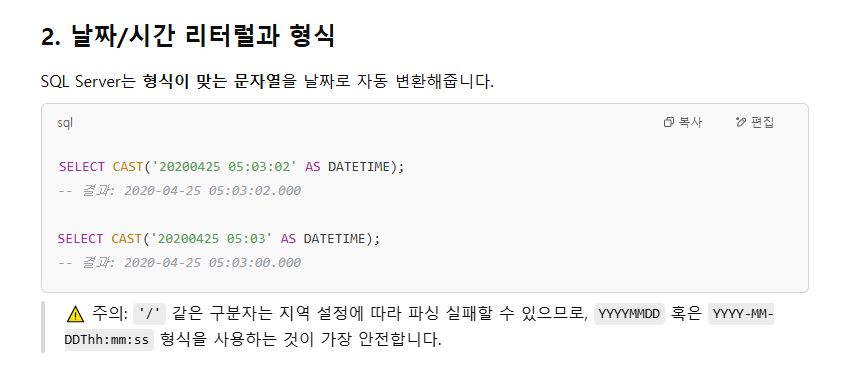 2. 날짜/시간 리터럴과 형식
SQL Server는 형식이 맞는 문자열을 날짜로 자동 변환해줍니다.
sql
복사
편집
SELECT CAST('20200425 05:03:02' AS DATETIME);
-- 결과: 2020-04-25 05:03:02.000
SELECT CAST('20200425 05:03' AS DATETIME);
-- 결과: 2020-04-25 05:03:00.000
⚠️ 주의: '/' 같은 구분자는 지역 설정에 따라 파싱 실패할 수 있으므로, YYYYMMDD 혹은 YYYY-MM-
DDThh:mm:ss 형식을 사용하는 것이 가장 안전합니다.